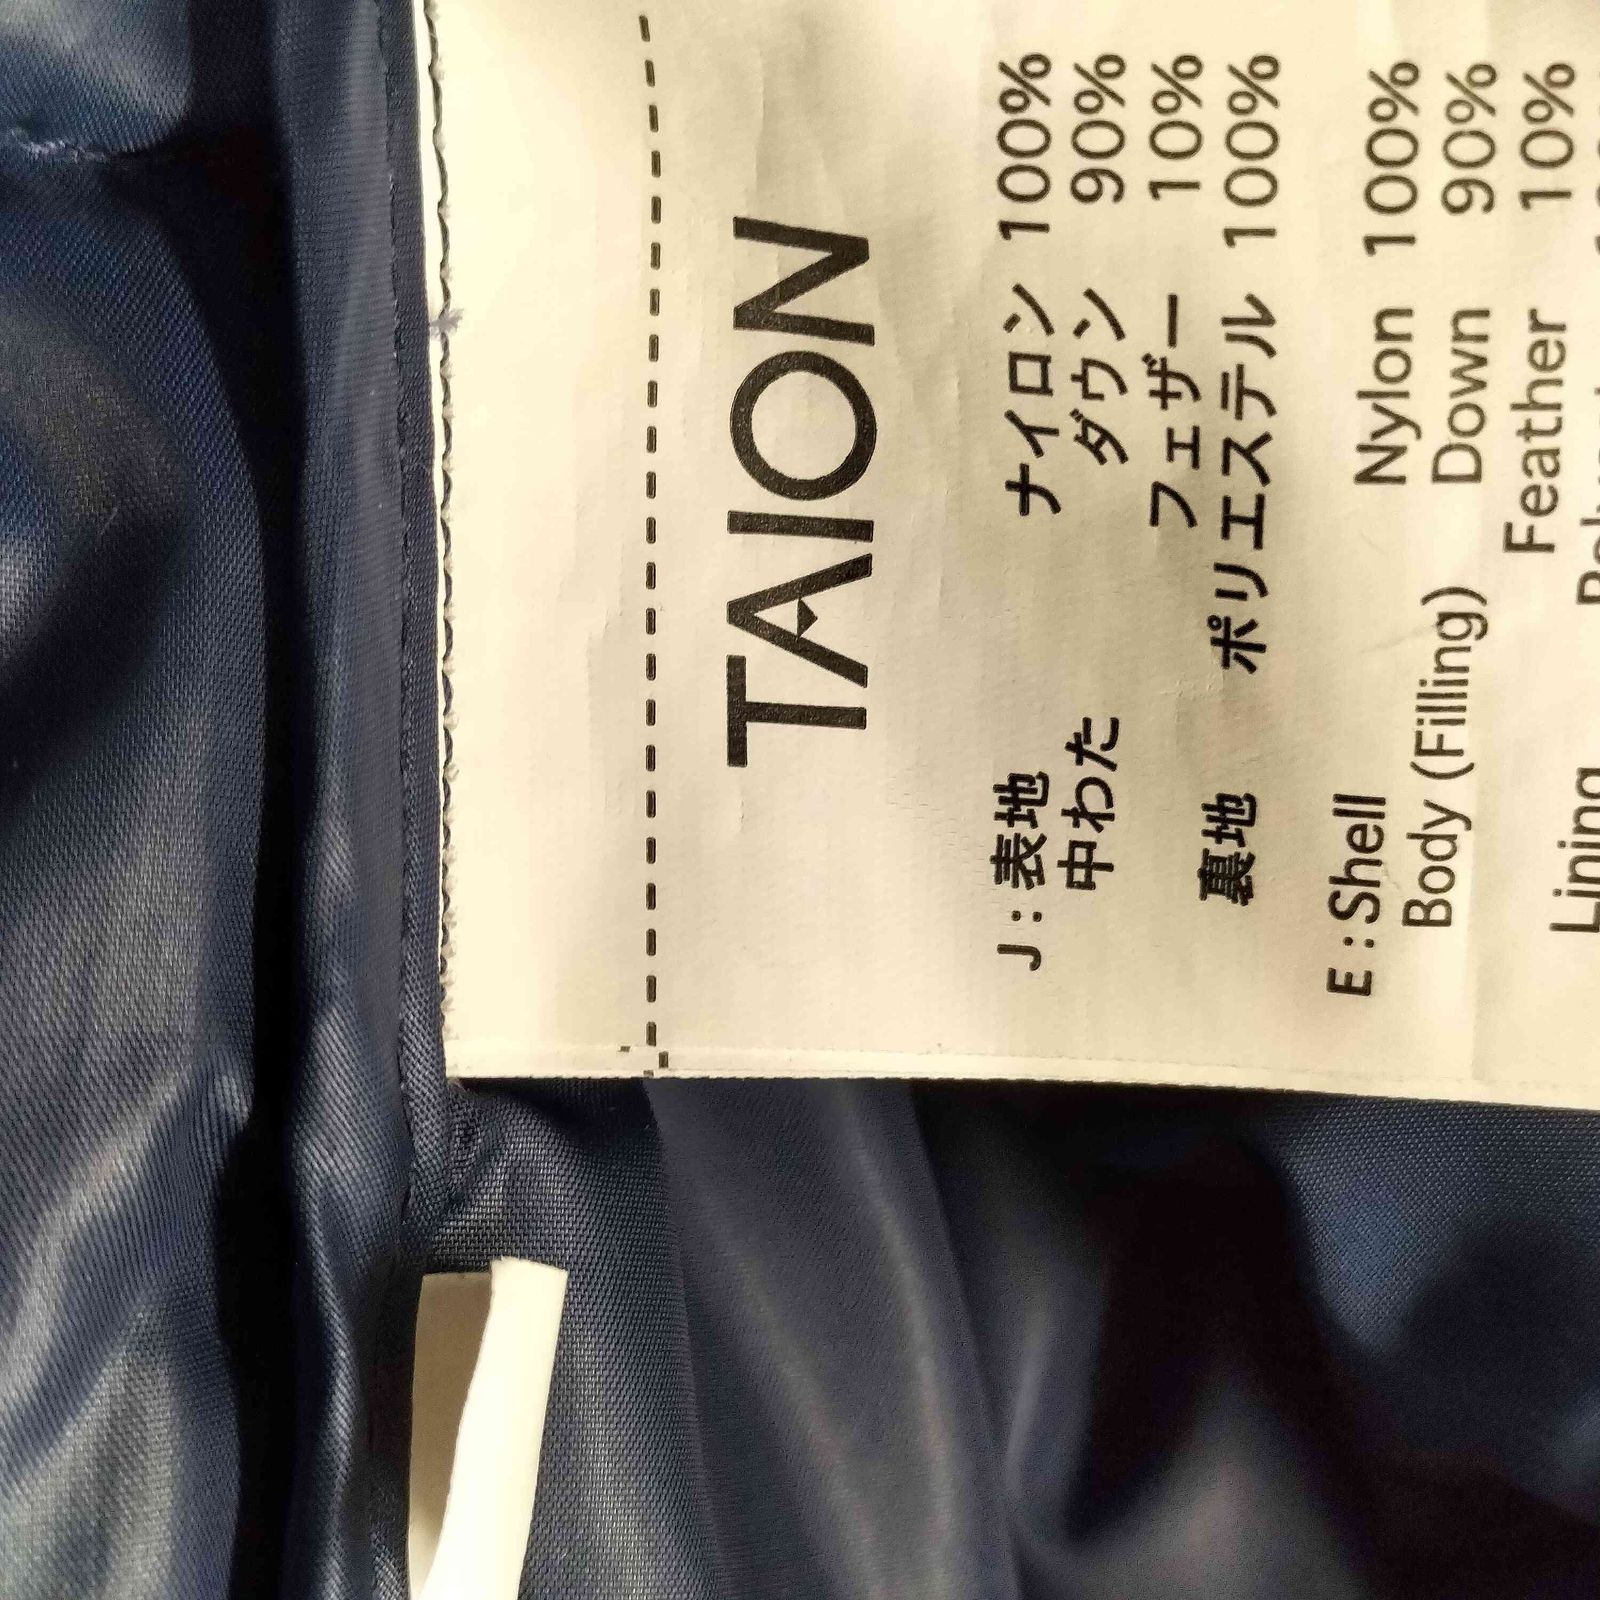 TAION
J : 表地 ナイロン 100%
中わた ダウン 90%
フェザー 10%
裏地 ポリエステル 100%
E : Shell Nylon 100%
Body (Filling) Down 90%
Feather 10%
Lining